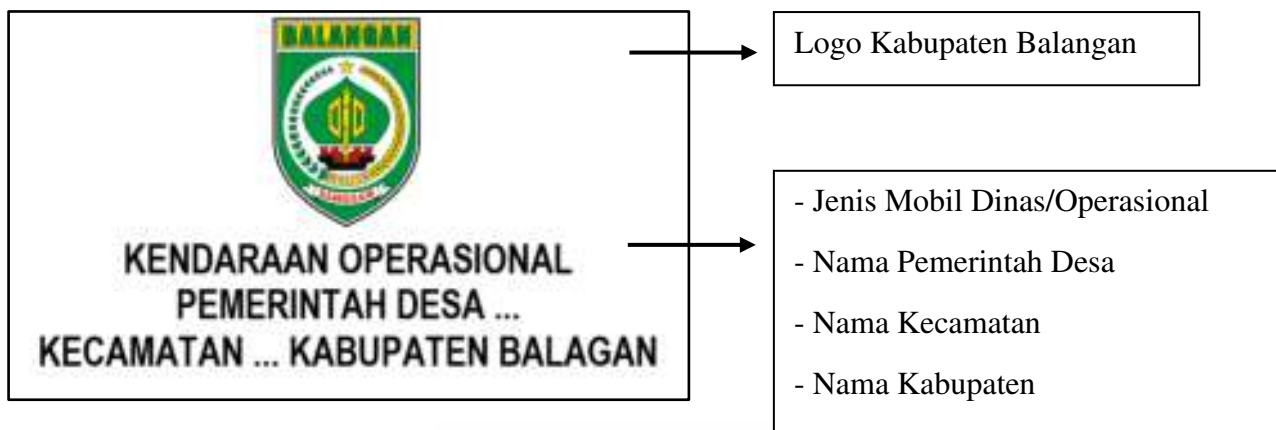 BALANGAN
KENDARAAN OPERASIONAL
PEMERINTAH DESA ...
KECAMATAN ... KABUPATEN BALAGAN
Logo Kabupaten Balangan
- Jenis Mobil Dinas/Operasional
- Nama Pemerintah Desa
- Nama Kecamatan
- Nama Kabupaten